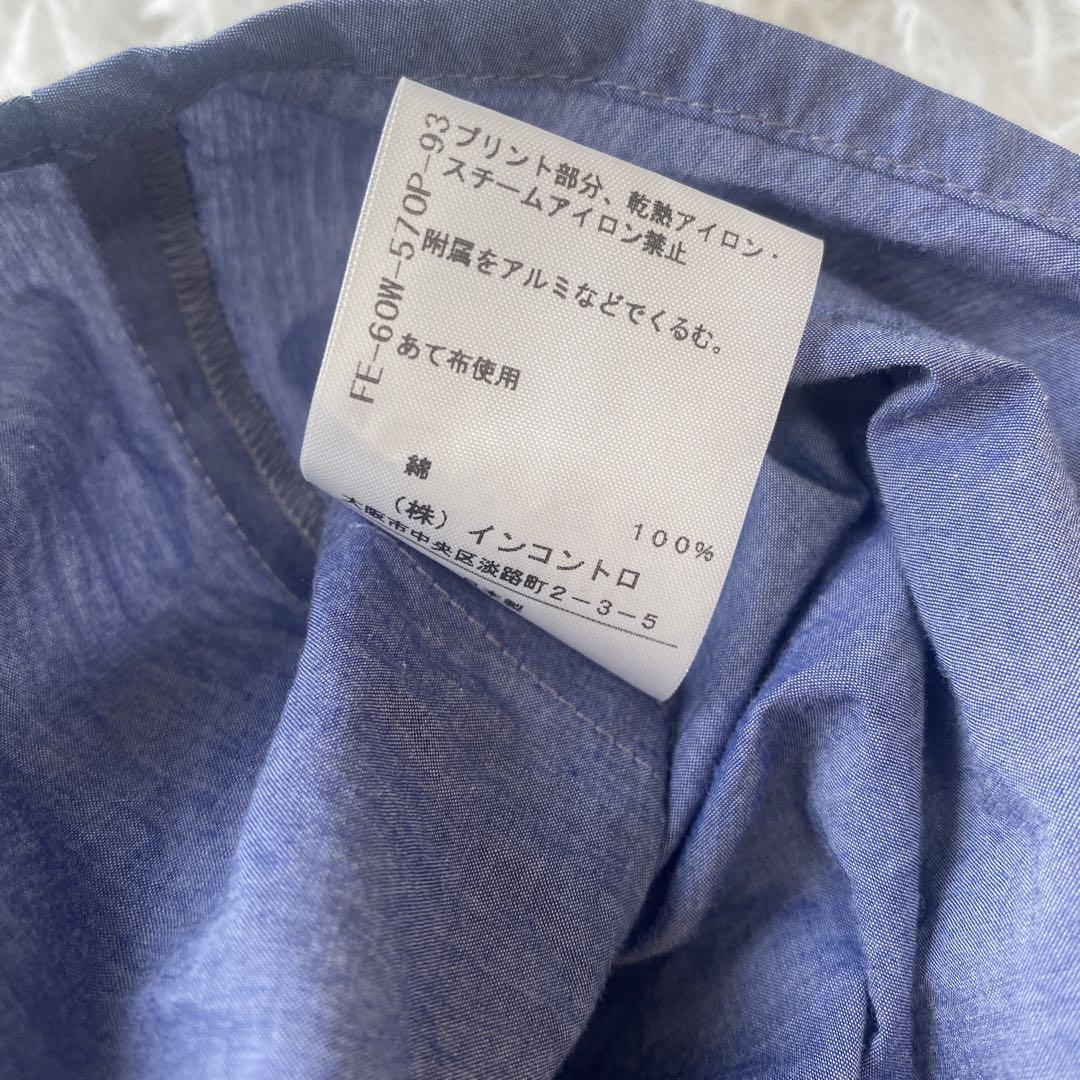 FE-60W-570P-93
プリント部分、乾熱アイロン・
スチームアイロン禁止
附属をアルミなどでくるむ。
あて布使用
綿 100%
(株)インコントロ
大阪市中央区淡路町2-3-5